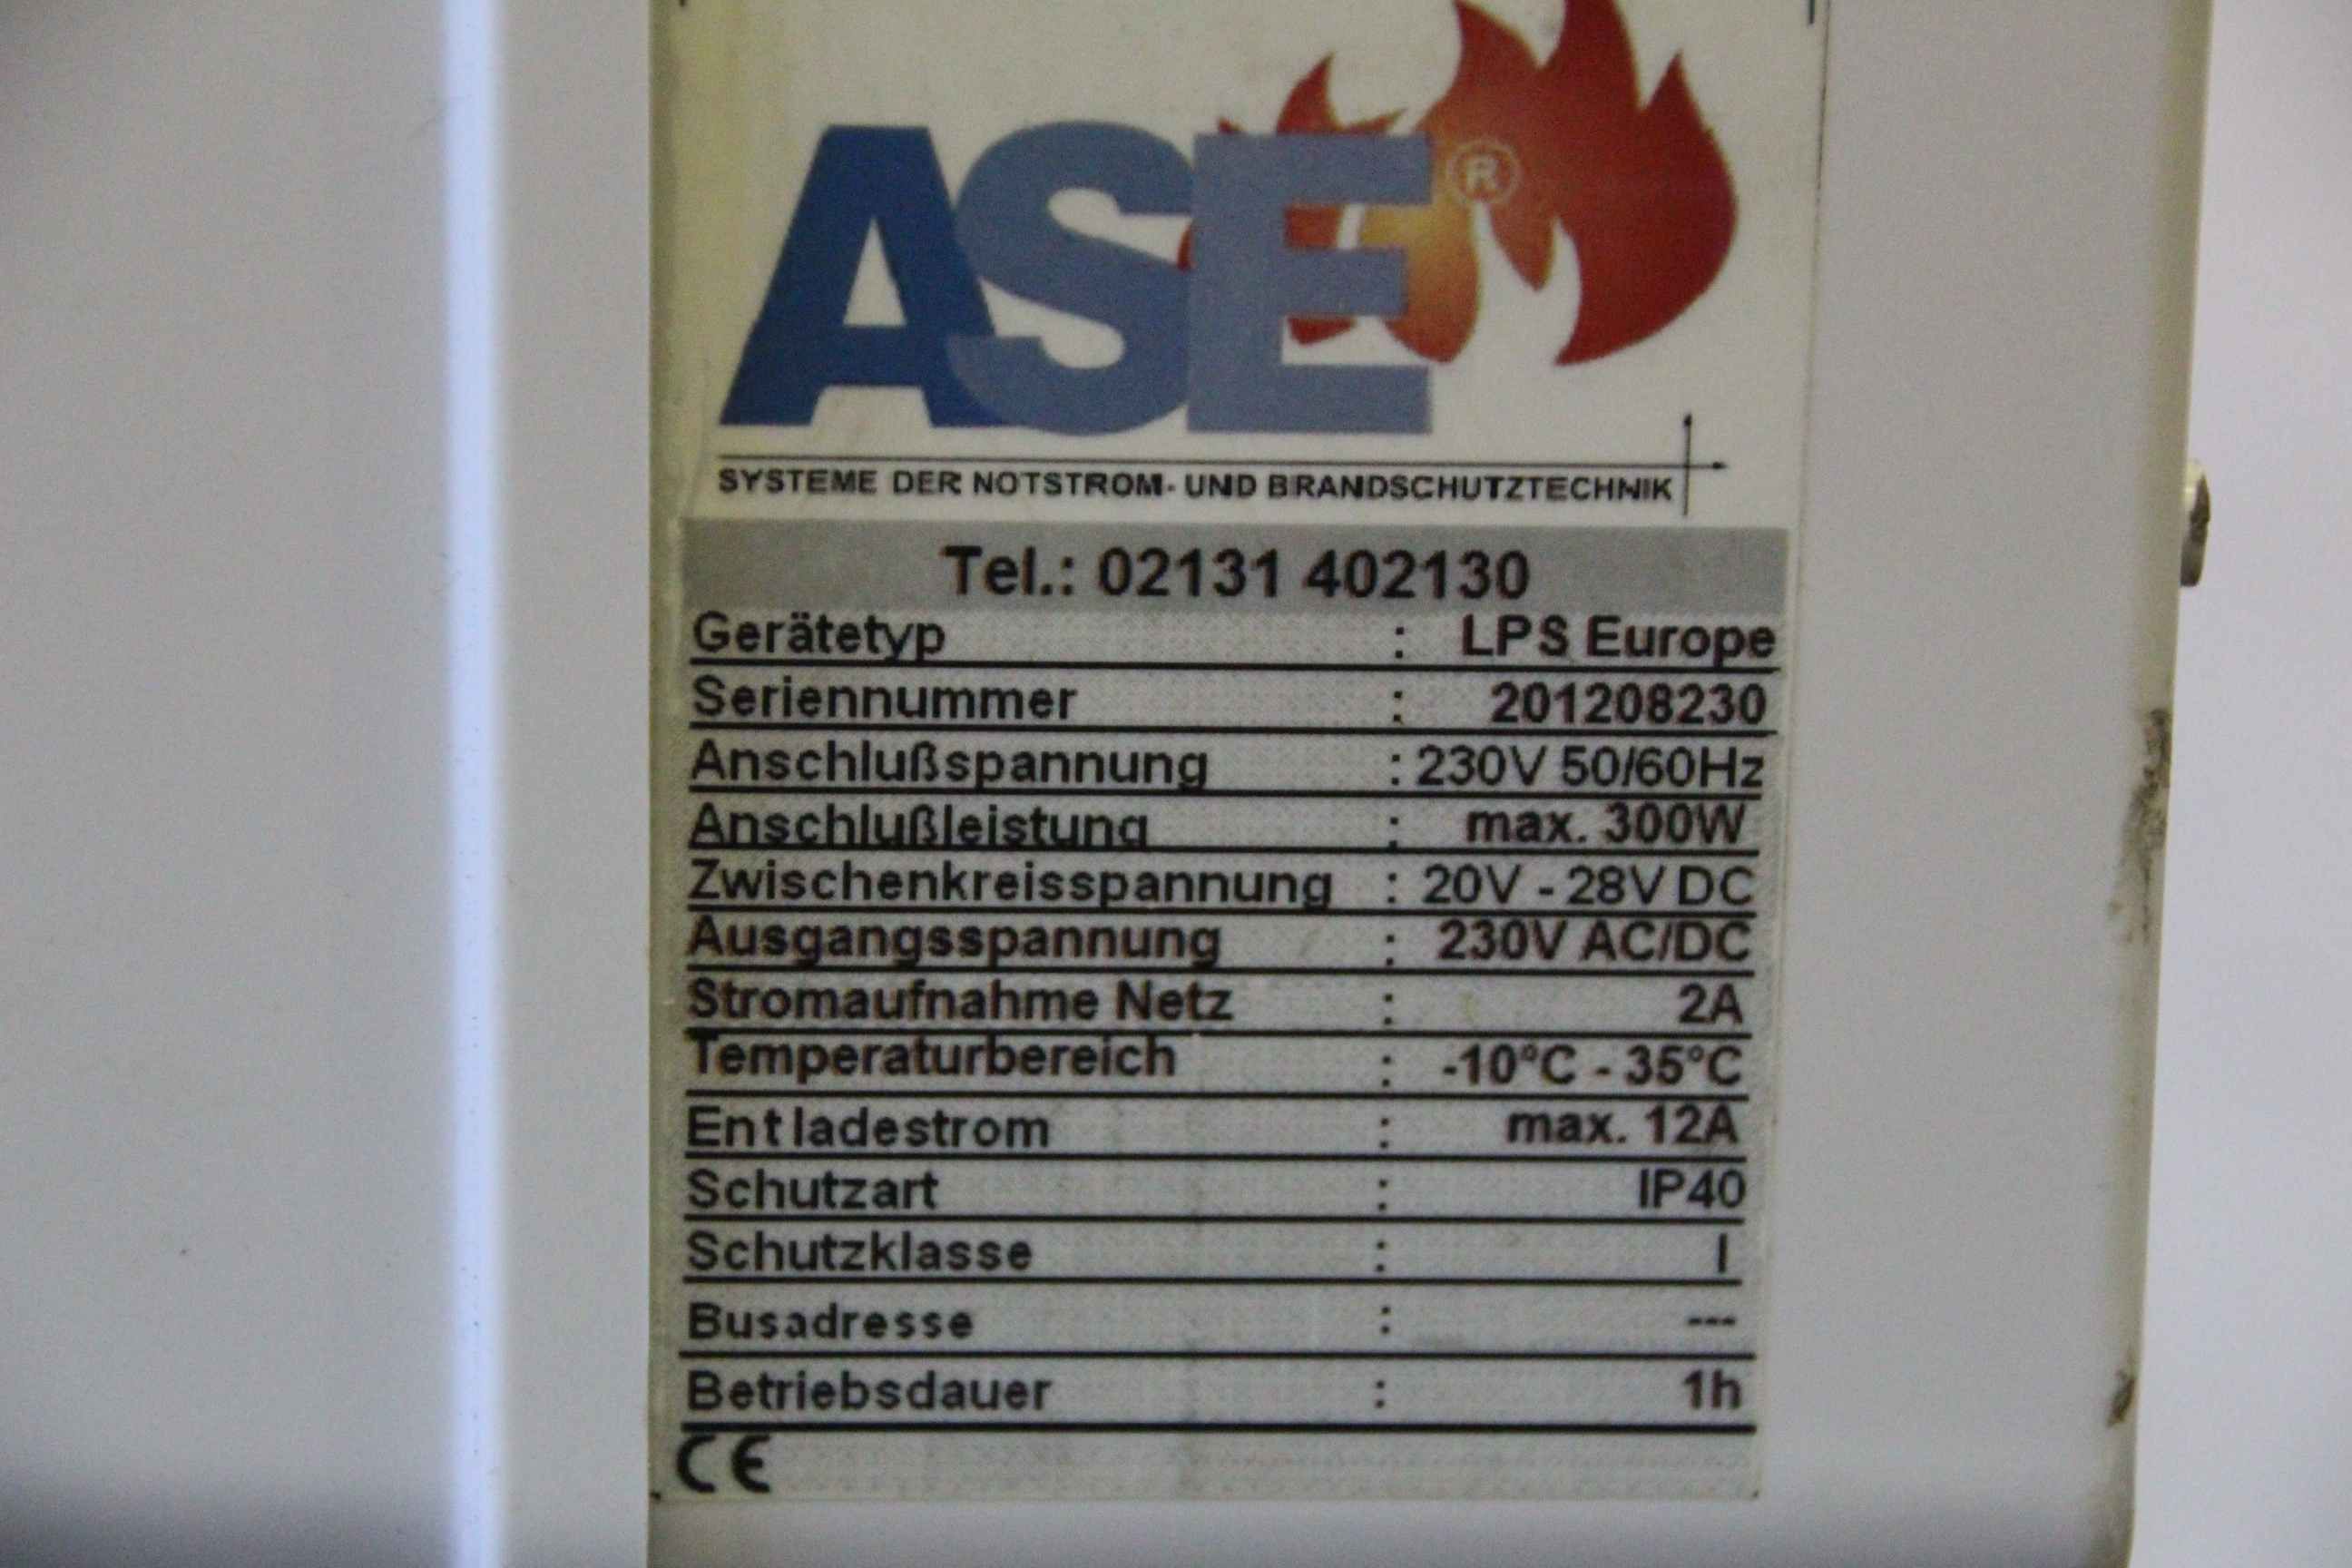 ASE®
SYSTEME DER NOTSTROM- UND BRANDSCHUTZTECHNIK
Tel.: 02131 402130
Gerätetyp : LPS Europe
Seriennummer : 201208230
Anschlußspannung : 230V 50/60Hz
Anschlußleistung : max. 300W
Zwischenkreisspannung : 20V - 28V DC
Ausgangsspannung : 230V AC/DC
Stromaufnahme Netz : 2A
Temperaturbereich : -10°C - 35°C
Entladestrom : max. 12A
Schutzart : IP40
Schutzklasse : I
Busadresse : ---
Betriebsdauer : 1h
CE